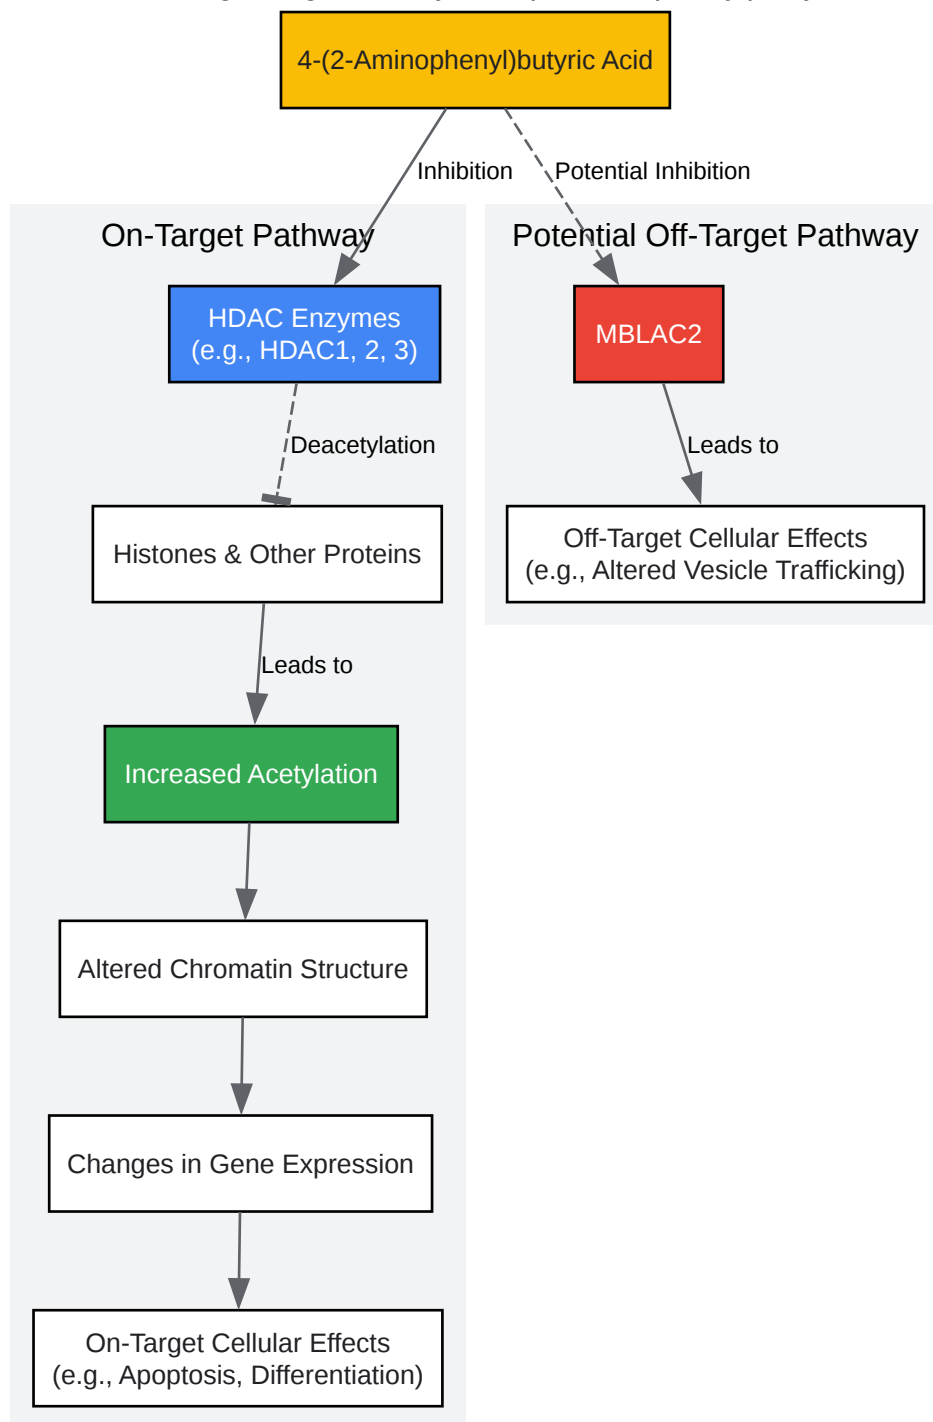 4-(2-Aminophenyl)butyric Acid
Inhibition
Potential Inhibition
On-Target Pathway
Potential Off-Target Pathway
HDAC Enzymes
(e.g., HDAC1, 2, 3)
MBLAC2
Deacetylation
Leads to
Histones & Other Proteins
Off-Target Cellular Effects
(e.g., Altered Vesicle Trafficking)
Leads to
Increased Acetylation
Altered Chromatin Structure
Changes in Gene Expression
On-Target Cellular Effects
(e.g., Apoptosis, Differentiation)